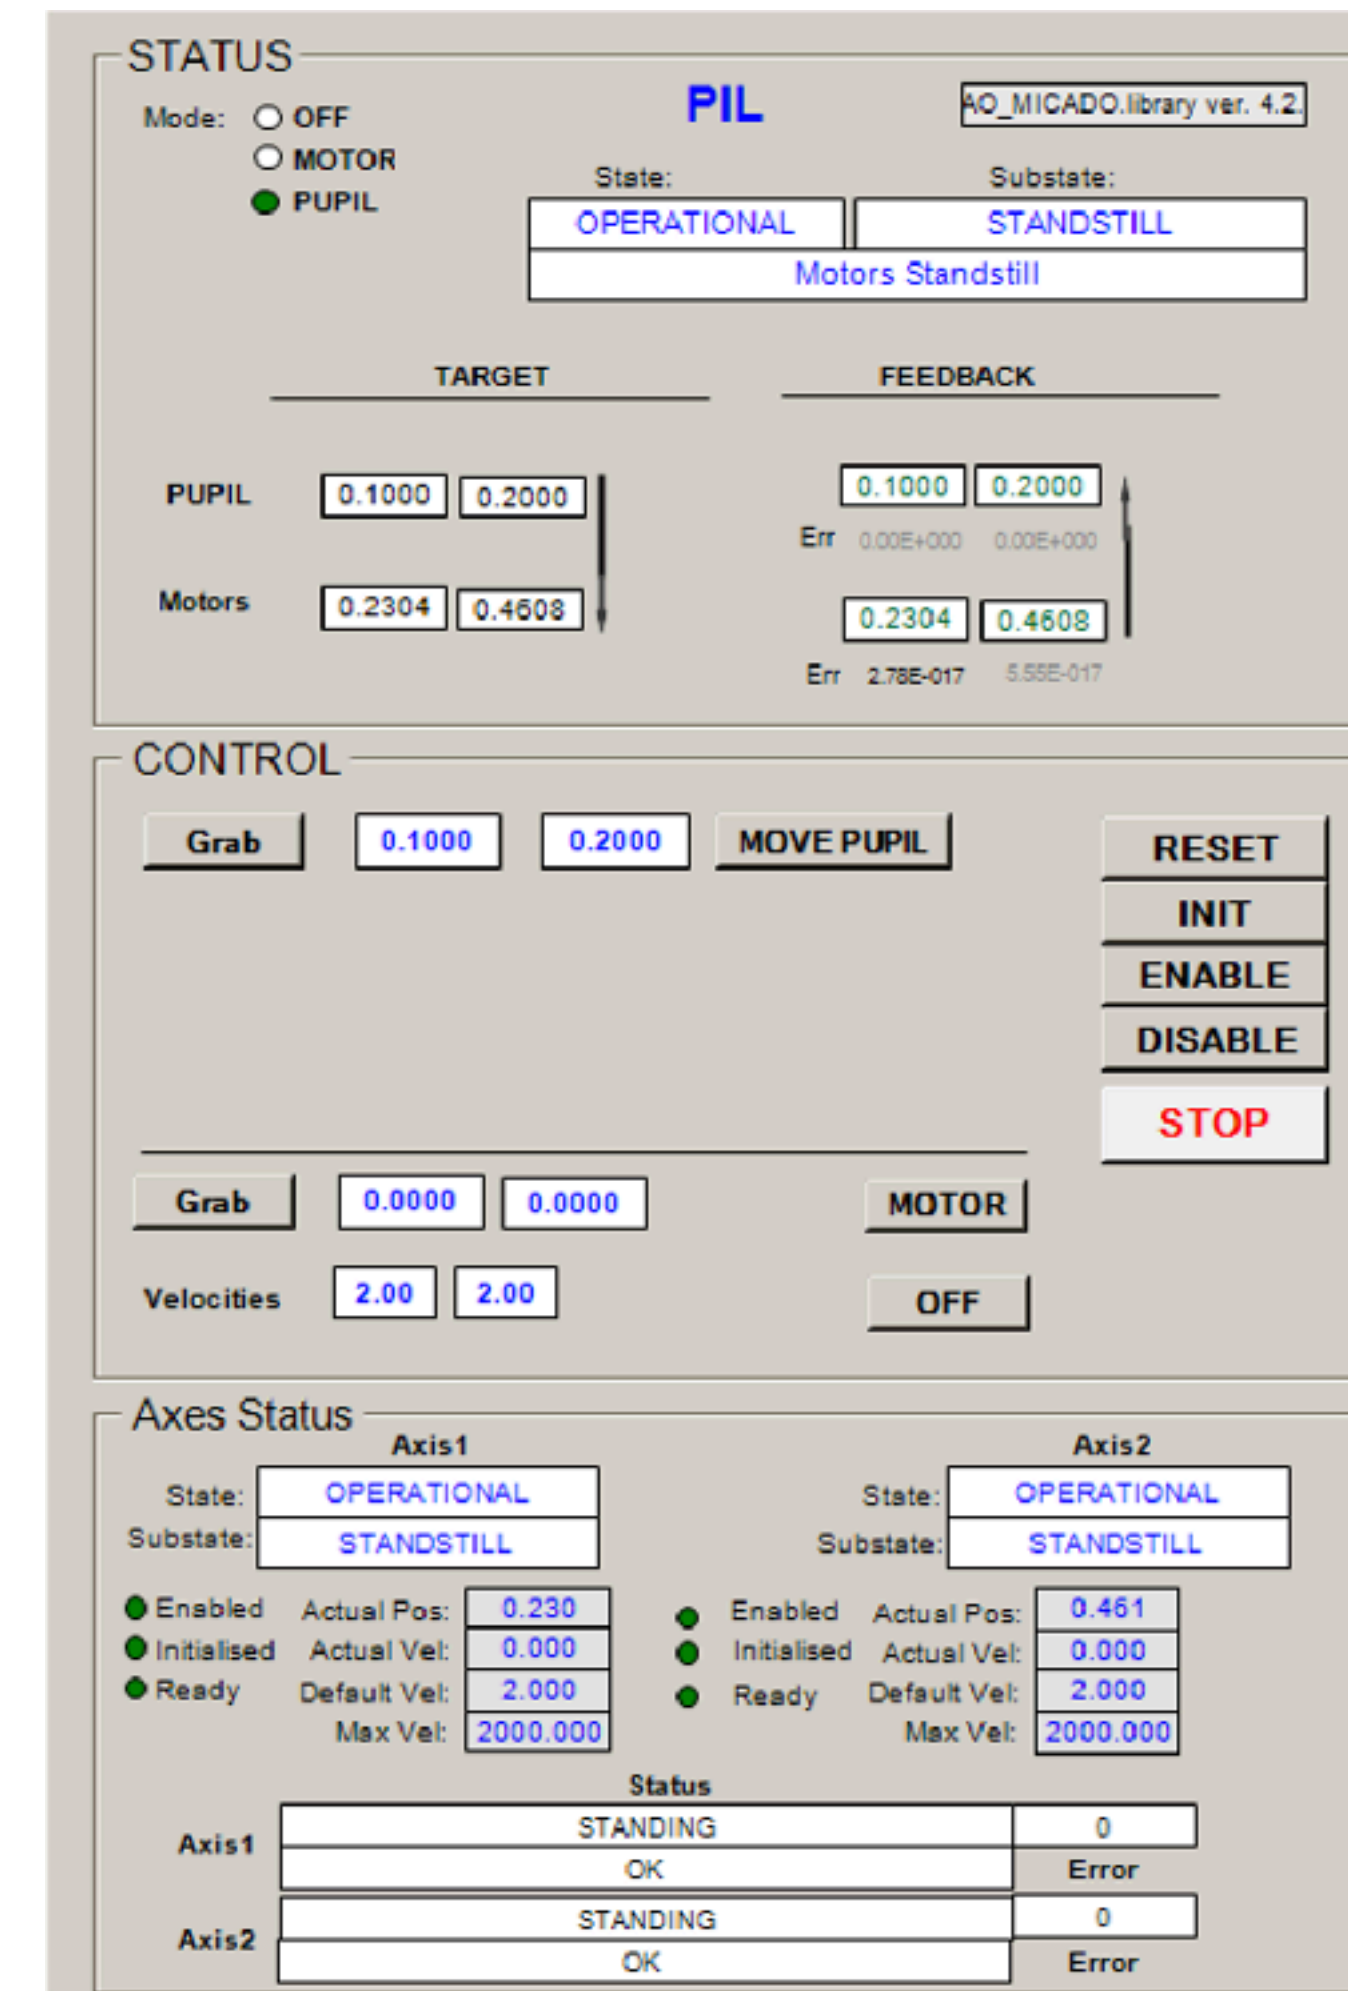 STATUS
Mode: OFF
PIL
AO_MICADO.library ver. 4.2.
MOTOR
PUPIL
State: Substate:
OPERATIONAL STANDSTILL
Motors Standstill
TARGET FEEDBACK
PUPIL 0.1000 0.2000 0.1000 0.2000
Err 0.00E+000 0.00E+000
Motors 0.2304 0.4608 0.2304 0.4608
Err 2.78E-017 5.55E-017
CONTROL
Grab 0.1000 0.2000 MOVE PUPIL
RESET
INIT
ENABLE
DISABLE
STOP
Grab 0.0000 0.0000 MOTOR
Velocities 2.00 2.00 OFF
Axes Status
Axis1 Axis2
State: OPERATIONAL State: OPERATIONAL
Substate: STANDSTILL Substate: STANDSTILL
Enabled Actual Pos: 0.230 Enabled Actual Pos: 0.461
Initialised Actual Vel: 0.000 Initialised Actual Vel: 0.000
Ready Default Vel: 2.000 Ready Default Vel: 2.000
Max Vel: 2000.000 Max Vel: 2000.000
Status
Axis1 STANDING 0
OK Error
Axis2 STANDING 0
OK Error